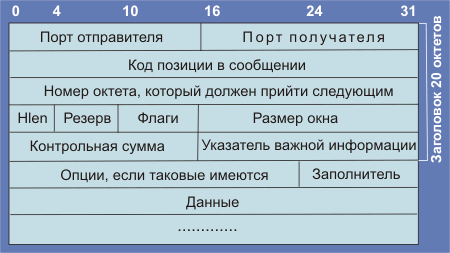 0 4 10 16 24 31
Порт отправителя Порт получателя
Код позиции в сообщении
Номер октета, который должен прийти следующим
Hlen Резерв Флаги Размер окна
Контрольная сумма Указатель важной информации
Опции, если таковые имеются Заполнитель
Данные
.............
Заголовок 20 октетов